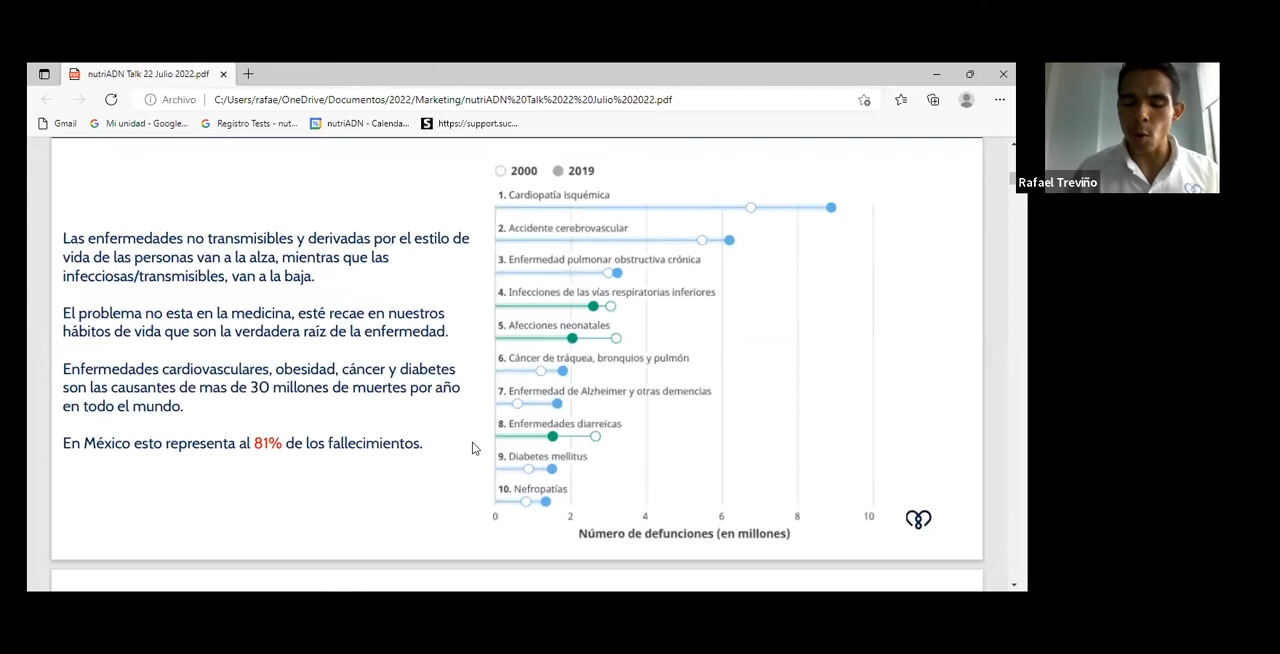 nutriADN Talk 22 Julio 2022.pdf
Archivo
C:/Users/rafae/OneDrive/Documentos/2022/Marketing/nutriADN%20Talk%2022%20Julio%202022.pdf
Gmail
Mi unidad - Google...
Registro Tests - nut...
nutriADN - Calenda...
https://support.suc...
Rafael Treviño
Las enfermedades no transmisibles y derivadas por el estilo de
vida de las personas van a la alza, mientras que las
infecciosas/transmisibles, van a la baja.
El problema no esta en la medicina, esté recae en nuestros
hábitos de vida que son la verdadera raíz de la enfermedad.
Enfermedades cardiovasculares, obesidad, cáncer y diabetes
son las causantes de mas de 30 millones de muertes por año
en todo el mundo.
En México esto representa al 81% de los fallecimientos.
2000 2019
1. Cardiopatía isquémica
2. Accidente cerebrovascular
3. Enfermedad pulmonar obstructiva crónica
4. Infecciones de las vías respiratorias inferiores
5. Afecciones neonatales
6. Cáncer de tráquea, bronquios y pulmón
7. Enfermedad de Alzheimer y otras demencias
8. Enfermedades diarreicas
9. Diabetes mellitus
10. Nefropatías
0 2 4 6 8 10
Número de defunciones (en millones)